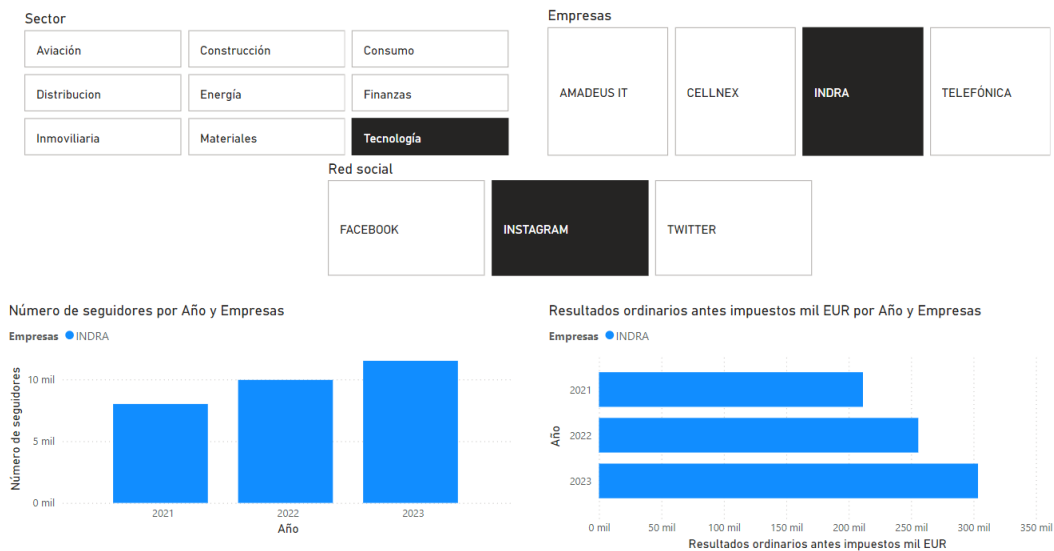 Sector
Aviación
Construcción
Consumo
Distribucion
Energía
Finanzas
Inmoviliaria
Materiales
Tecnología
Empresas
AMADEUS IT
CELLNEX
INDRA
TELEFÓNICA
Red social
FACEBOOK
INSTAGRAM
TWITTER
Número de seguidores por Año y Empresas
Empresas INDRA
Número de seguidores
10 mil
5 mil
0 mil
2021 2022 2023
Año
Resultados ordinarios antes impuestos mil EUR por Año y Empresas
Empresas INDRA
Año
2021
2022
2023
0 mil 50 mil 100 mil 150 mil 200 mil 250 mil 300 mil 350 mil
Resultados ordinarios antes impuestos mil EUR